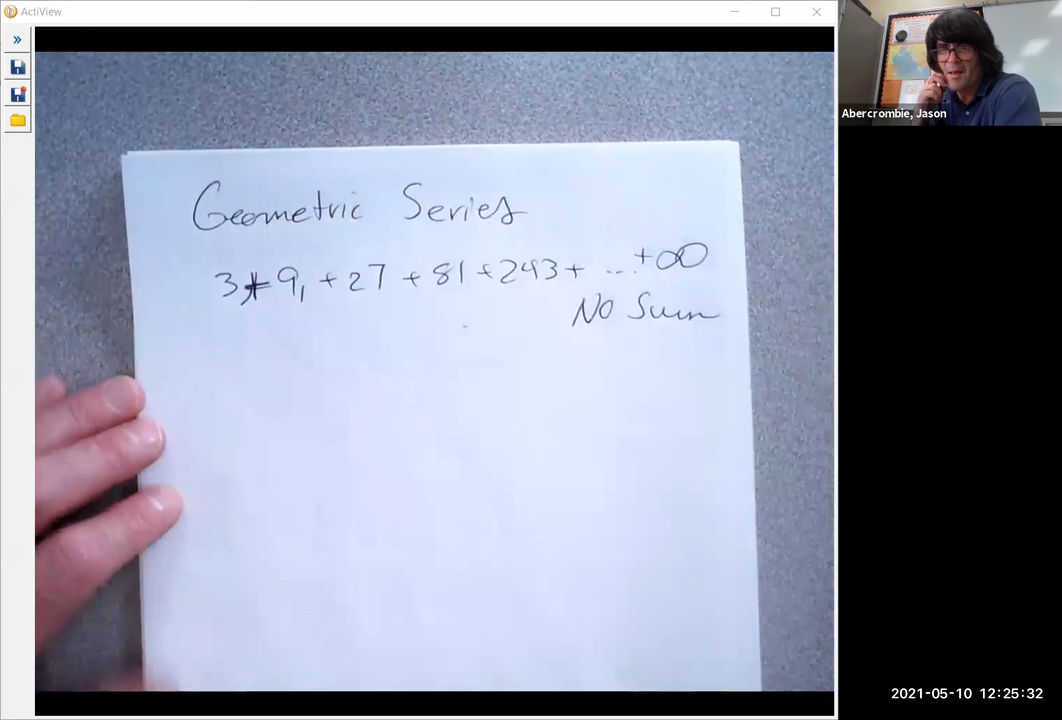 ActiView
Abercrombie, Jason
Geometric Series
3, + 9, + 27 + 81 + 243 + ... +∞
No Sum
2021-05-10 12:25:32